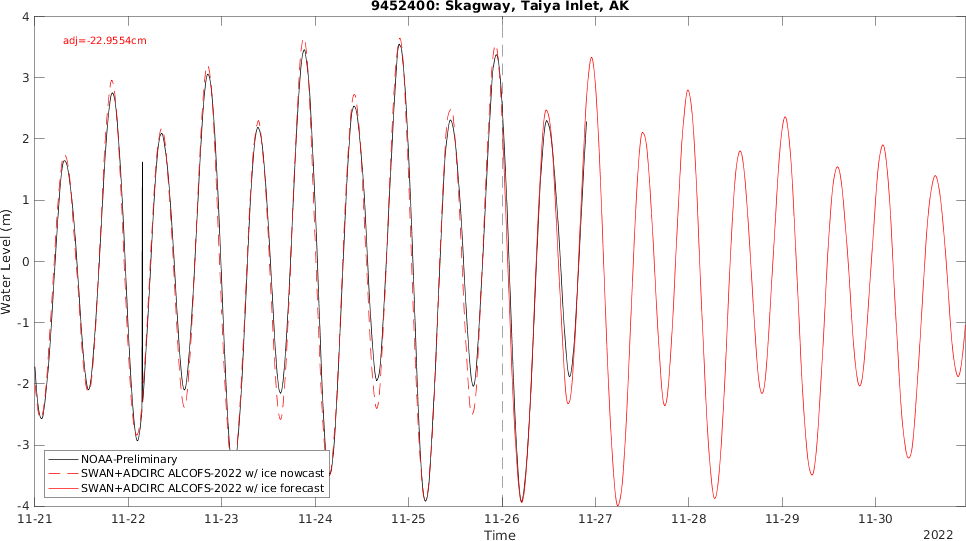 9452400: Skagway, Taiya Inlet, AK
adj=-22.9554cm
Water Level (m)
4
3
2
1
0
-1
-2
-3
-4
NOAA-Preliminary
SWAN+ADCIRC ALCOFS-2022 w/ ice nowcast
SWAN+ADCIRC ALCOFS-2022 w/ ice forecast
11-21 11-22 11-23 11-24 11-25 11-26 11-27 11-28 11-29 11-30
Time
2022